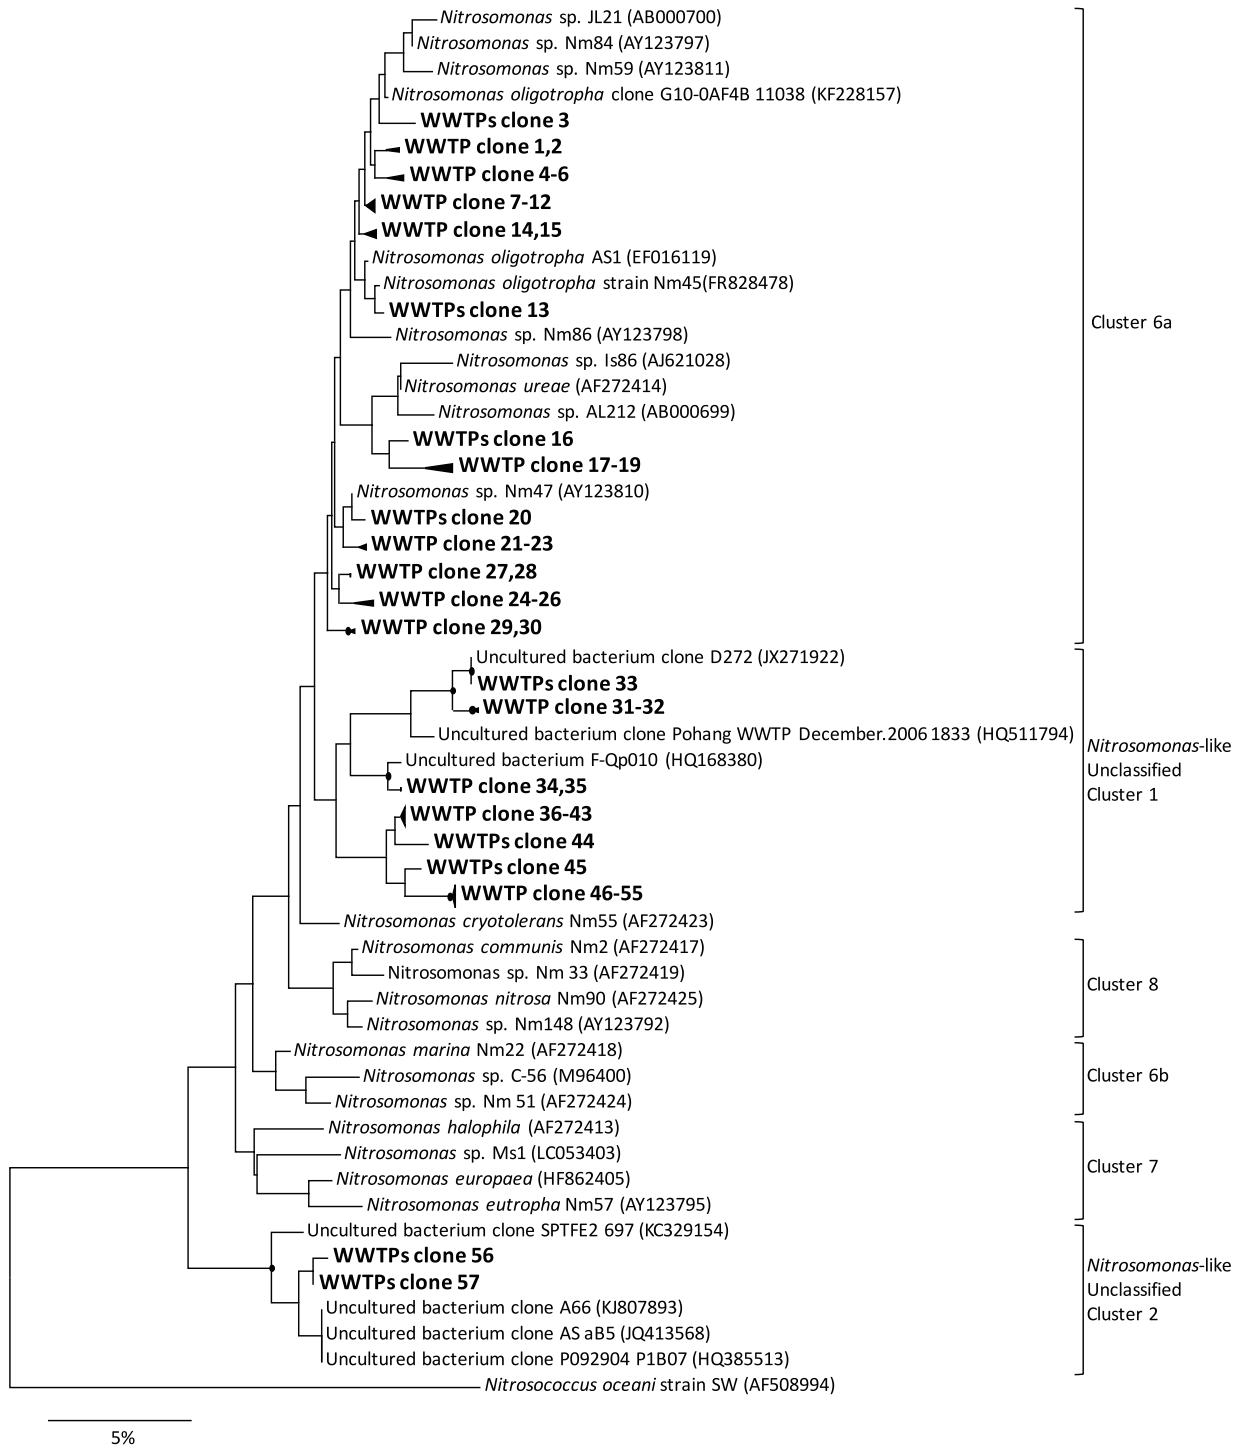 Nitrosomonas sp. JL21 (AB000700)
Nitrosomonas sp. Nm84 (AY123797)
Nitrosomonas sp. Nm59 (AY123811)
Nitrosomonas oligotropha clone G10-0AF4B 11038 (KF228157)
WWTPs clone 3
WWTP clone 1,2
WWTP clone 4-6
WWTP clone 7-12
WWTP clone 14,15
Nitrosomonas oligotropha AS1 (EF016119)
Nitrosomonas oligotropha strain Nm45(FR828478)
WWTPs clone 13
Cluster 6a
Nitrosomonas sp. Nm86 (AY123798)
Nitrosomonas sp. Is86 (AJ621028)
Nitrosomonas ureae (AF272414)
Nitrosomonas sp. AL212 (AB000699)
WWTPs clone 16
WWTP clone 17-19
Nitrosomonas sp. Nm47 (AY123810)
WWTPs clone 20
WWTP clone 21-23
WWTP clone 27,28
WWTP clone 24-26
WWTP clone 29,30
Uncultured bacterium clone D272 (JX271922)
WWTPs clone 33
WWTP clone 31-32
Uncultured bacterium clone Pohang WWTP December.2006 1833 (HQ511794)
Uncultured bacterium F-Qp010 (HQ168380)
WWTP clone 34,35
Nitrosomonas-like
Unclassified
Cluster 1
WWTP clone 36-43
WWTPs clone 44
WWTPs clone 45
WWTP clone 46-55
Nitrosomonas cryotolerans Nm55 (AF272423)
Nitrosomonas communis Nm2 (AF272417)
Nitrosomonas sp. Nm 33 (AF272419)
Cluster 8
Nitrosomonas nitrosa Nm90 (AF272425)
Nitrosomonas sp. Nm148 (AY123792)
Nitrosomonas marina Nm22 (AF272418)
Nitrosomonas sp. C-56 (M96400)
Cluster 6b
Nitrosomonas sp. Nm 51 (AF272424)
Nitrosomonas halophila (AF272413)
Nitrosomonas sp. Ms1 (LC053403)
Cluster 7
Nitrosomonas europaea (HF862405)
Nitrosomonas eutropha Nm57 (AY123795)
Uncultured bacterium clone SPTFE2 697 (KC329154)
WWTPs clone 56
WWTPs clone 57
Nitrosomonas-like
Unclassified
Cluster 2
Uncultured bacterium clone A66 (KJ807893)
Uncultured bacterium clone AS aB5 (JQ413568)
Uncultured bacterium clone P092904 P1B07 (HQ385513)
Nitrosococcus oceani strain SW (AF508994)
5%